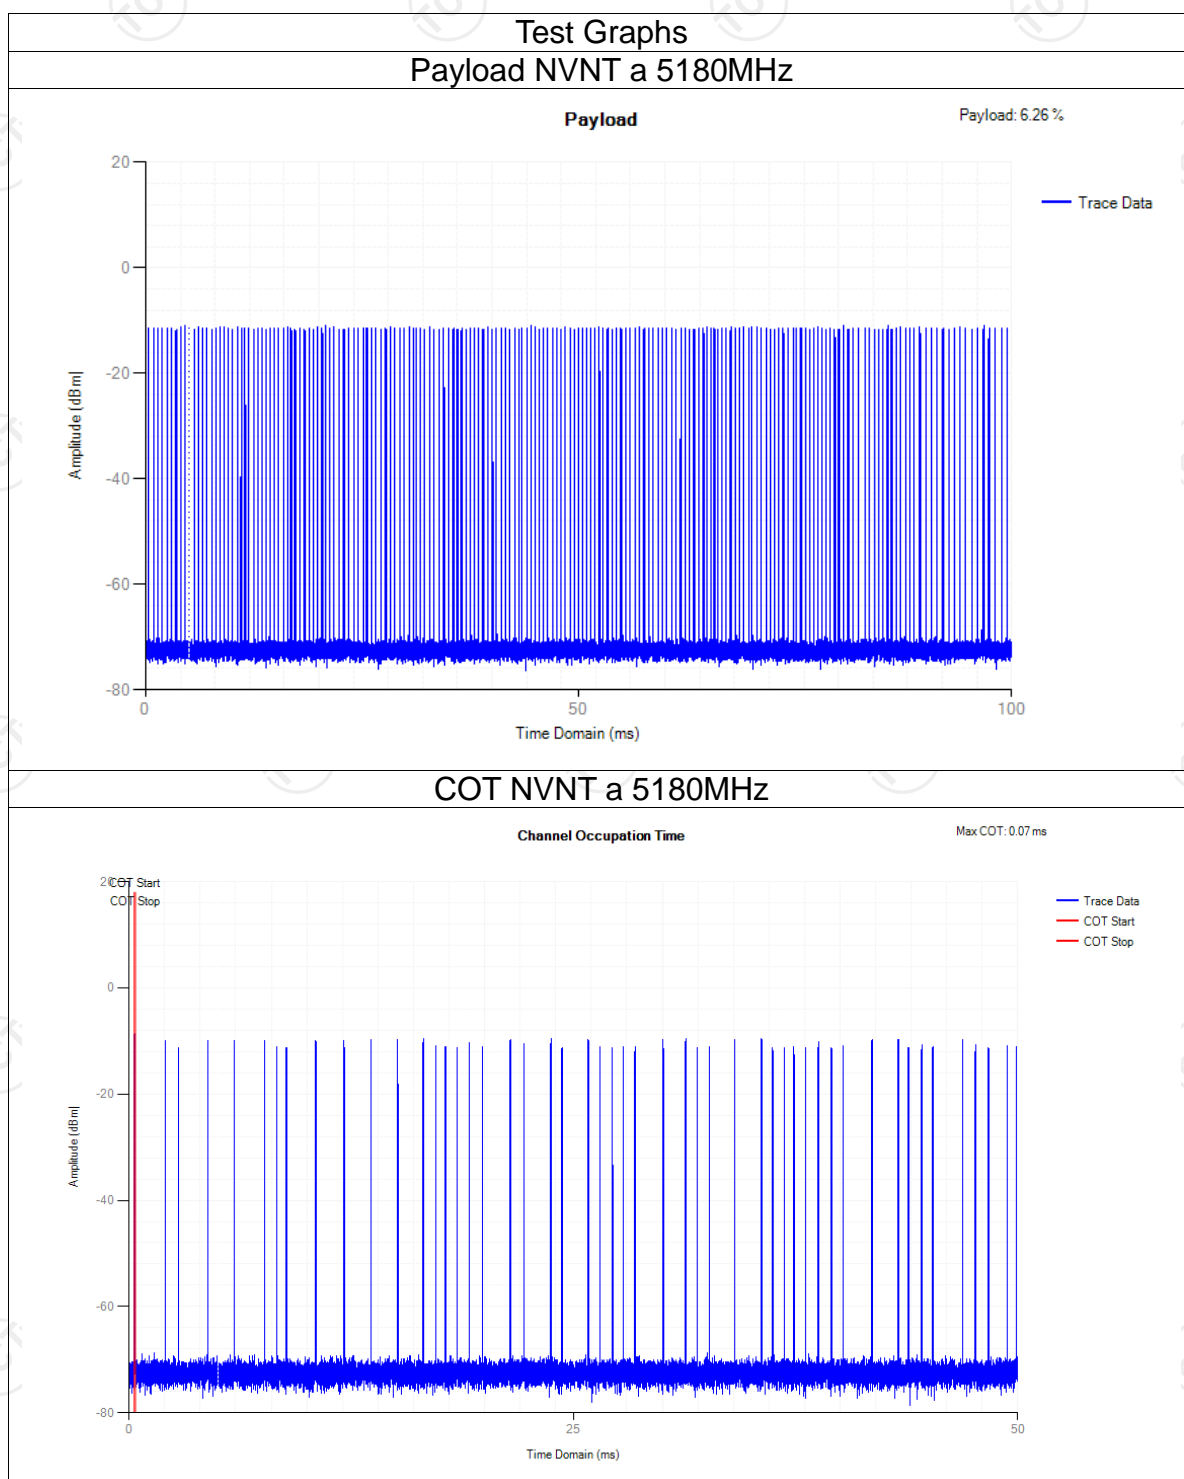 Test Graphs
Payload NVNT a 5180MHz
Payload
Payload: 6.26 %
20
0
-20
-40
-60
-80
Amplitude (dBm)
0
50
100
Time Domain (ms)
Trace Data
COT NVNT a 5180MHz
Channel Occupation Time
Max COT: 0.07 ms
COT Start
COT Stop
20
0
-20
-40
-60
-80
Amplitude (dBm)
0
25
50
Time Domain (ms)
Trace Data
COT Start
COT Stop